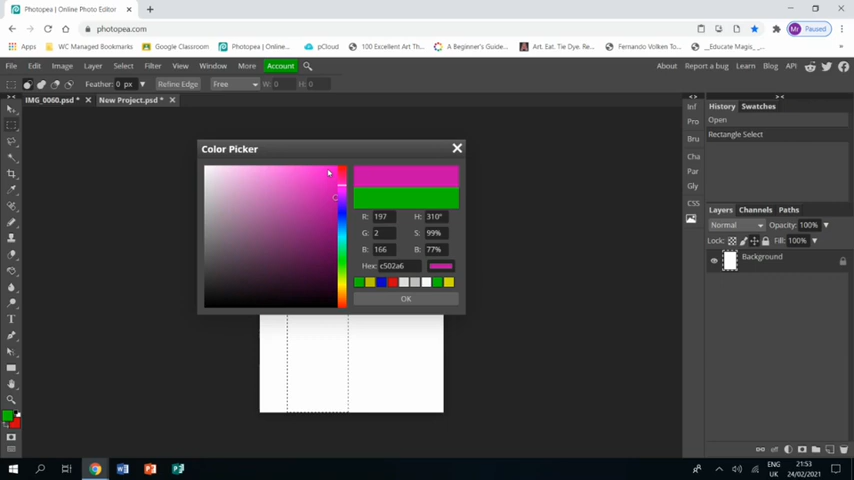 Photopea | Online Photo Editor
photopea.com
Mr
Paused
Apps
WC Managed Bookmarks
Google Classroom
Photopea | Online...
pCloud
100 Excellent Art Th...
A Beginner's Guide...
Art. Eat. Tie Dye. Re...
Fernando Volken To...
__Educate Magis_ -...
File Edit Image Layer Select Filter View Window More Account
About Report a bug Learn Blog API
Feather: 0 px
Refine Edge
Free
W: 0
H: 0
IMG_0060.psd *
New Project.psd *
Color Picker
R: 197
H: 310°
G: 2
S: 99%
B: 166
B: 77%
Hex: c502a6
OK
Inf
Pro
Bru
Cha
Par
Gly
CSS
History Swatches
Open
Rectangle Select
Layers Channels Paths
Normal
Opacity: 100%
Lock:
Fill: 100%
Background
ENG
UK
21:53
24/02/2021